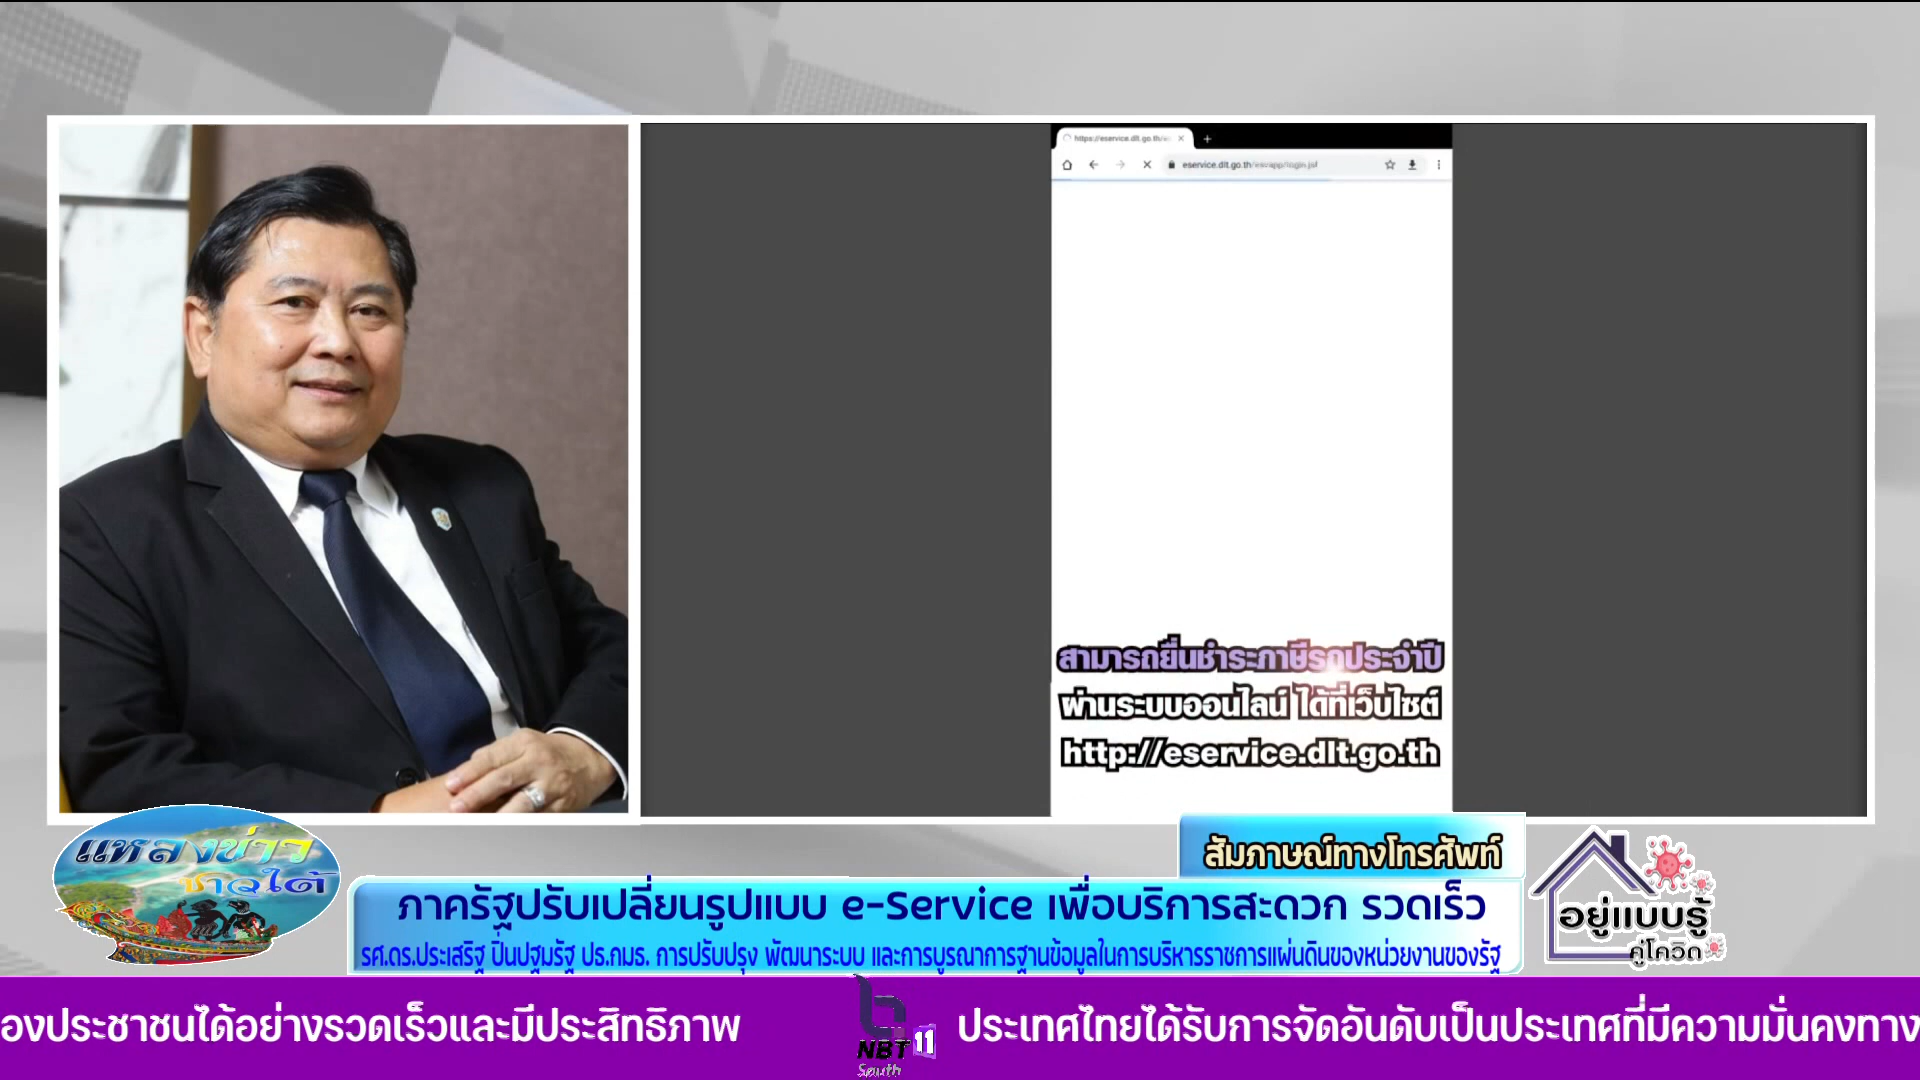 https://eservice.dlt.go.th/es
eservice.dlt.go.th/esvapp/login.jsf
สามารถยื่นชำระภาษีรถประจำปี
ผ่านระบบออนไลน์ ได้ที่เว็บไซต์
http://eservice.dlt.go.th
แหลงข่าว
ชาวใต้
สัมภาษณ์ทางโทรศัพท์
ภาครัฐปรับเปลี่ยนรูปแบบ e-Service เพื่อบริการสะดวก รวดเร็ว
รศ.ดร.ประเสริฐ ปิ่นปฐมรัฐ ปธ.กมธ. การปรับปรุง พัฒนาระบบ และการบูรณาการฐานข้อมูลในการบริหารราชการแผ่นดินของหน่วยงานของรัฐ
อยู่แบบรู้
คู่โควิด
องประชาชนได้อย่างรวดเร็วและมีประสิทธิภาพ
NBT 11
South
ประเทศไทยได้รับการจัดอันดับเป็นประเทศที่มีความมั่นคงทาง